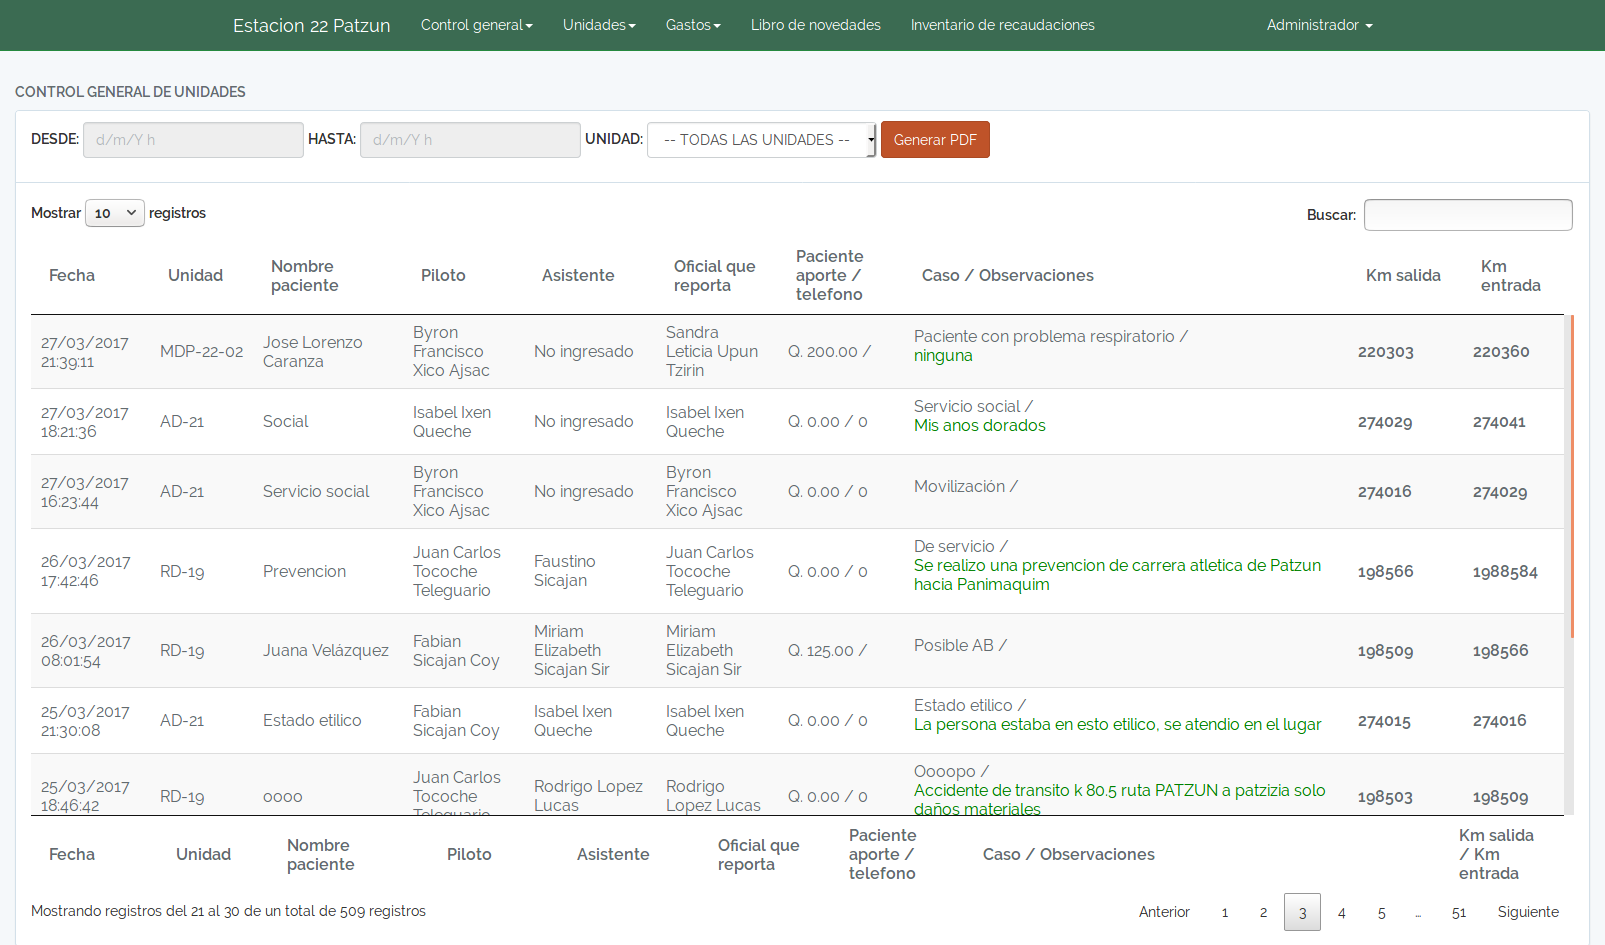 Estacion 22 Patzun Control general Unidades Gastos Libro de novedades Inventario de recaudaciones Administrador
CONTROL GENERAL DE UNIDADES
DESDE: d/m/Y h HASTA: d/m/Y h UNIDAD: -- TODAS LAS UNIDADES -- Generar PDF
Mostrar 10 registros Buscar:
Fecha
Unidad
Nombre
paciente
Piloto
Asistente
Oficial que
reporta
Paciente
aporte /
telefono
Caso / Observaciones
Km salida
Km
entrada
27/03/2017
21:39:11
MDP-22-02
Jose Lorenzo
Caranza
Byron
Francisco
Xico Ajsac
No ingresado
Sandra
Leticia Upun
Tzirin
Q. 200.00 /
Paciente con problema respiratorio /
ninguna
220303
220360
27/03/2017
18:21:36
AD-21
Social
Isabel Ixen
Queche
No ingresado
Isabel Ixen
Queche
Q. 0.00 / 0
Servicio social /
Mis anos dorados
274029
274041
27/03/2017
16:23:44
AD-21
Servicio social
Byron
Francisco
Xico Ajsac
No ingresado
Byron
Francisco
Xico Ajsac
Q. 0.00 / 0
Movilización /
274016
274029
26/03/2017
17:42:46
RD-19
Prevencion
Juan Carlos
Tocoche
Teleguario
Faustino
Sicajan
Juan Carlos
Tocoche
Teleguario
Q. 0.00 / 0
De servicio /
Se realizo una prevencion de carrera atletica de Patzun
hacia Panimaquim
198566
1988584
26/03/2017
08:01:54
RD-19
Juana Velázquez
Fabian
Sicajan Coy
Miriam
Elizabeth
Sicajan Sir
Miriam
Elizabeth
Sicajan Sir
Q. 125.00 /
Posible AB /
198509
198566
25/03/2017
21:30:08
AD-21
Estado etilico
Fabian
Sicajan Coy
Isabel Ixen
Queche
Isabel Ixen
Queche
Q. 0.00 / 0
Estado etilico /
La persona estaba en esto etilico, se atendio en el lugar
274015
274016
25/03/2017
18:46:42
RD-19
oooo
Juan Carlos
Tocoche
Teleguario
Rodrigo Lopez
Lucas
Rodrigo
Lopez Lucas
Q. 0.00 / 0
Oooopo /
Accidente de transito k 80.5 ruta PATZUN a patzizia solo
daños materiales
198503
198509
Fecha
Unidad
Nombre
paciente
Piloto
Asistente
Oficial que
reporta
Paciente
aporte /
telefono
Caso / Observaciones
Km salida
/ Km
entrada
Mostrando registros del 21 al 30 de un total de 509 registros
Anterior 1 2 3 4 5 … 51 Siguiente